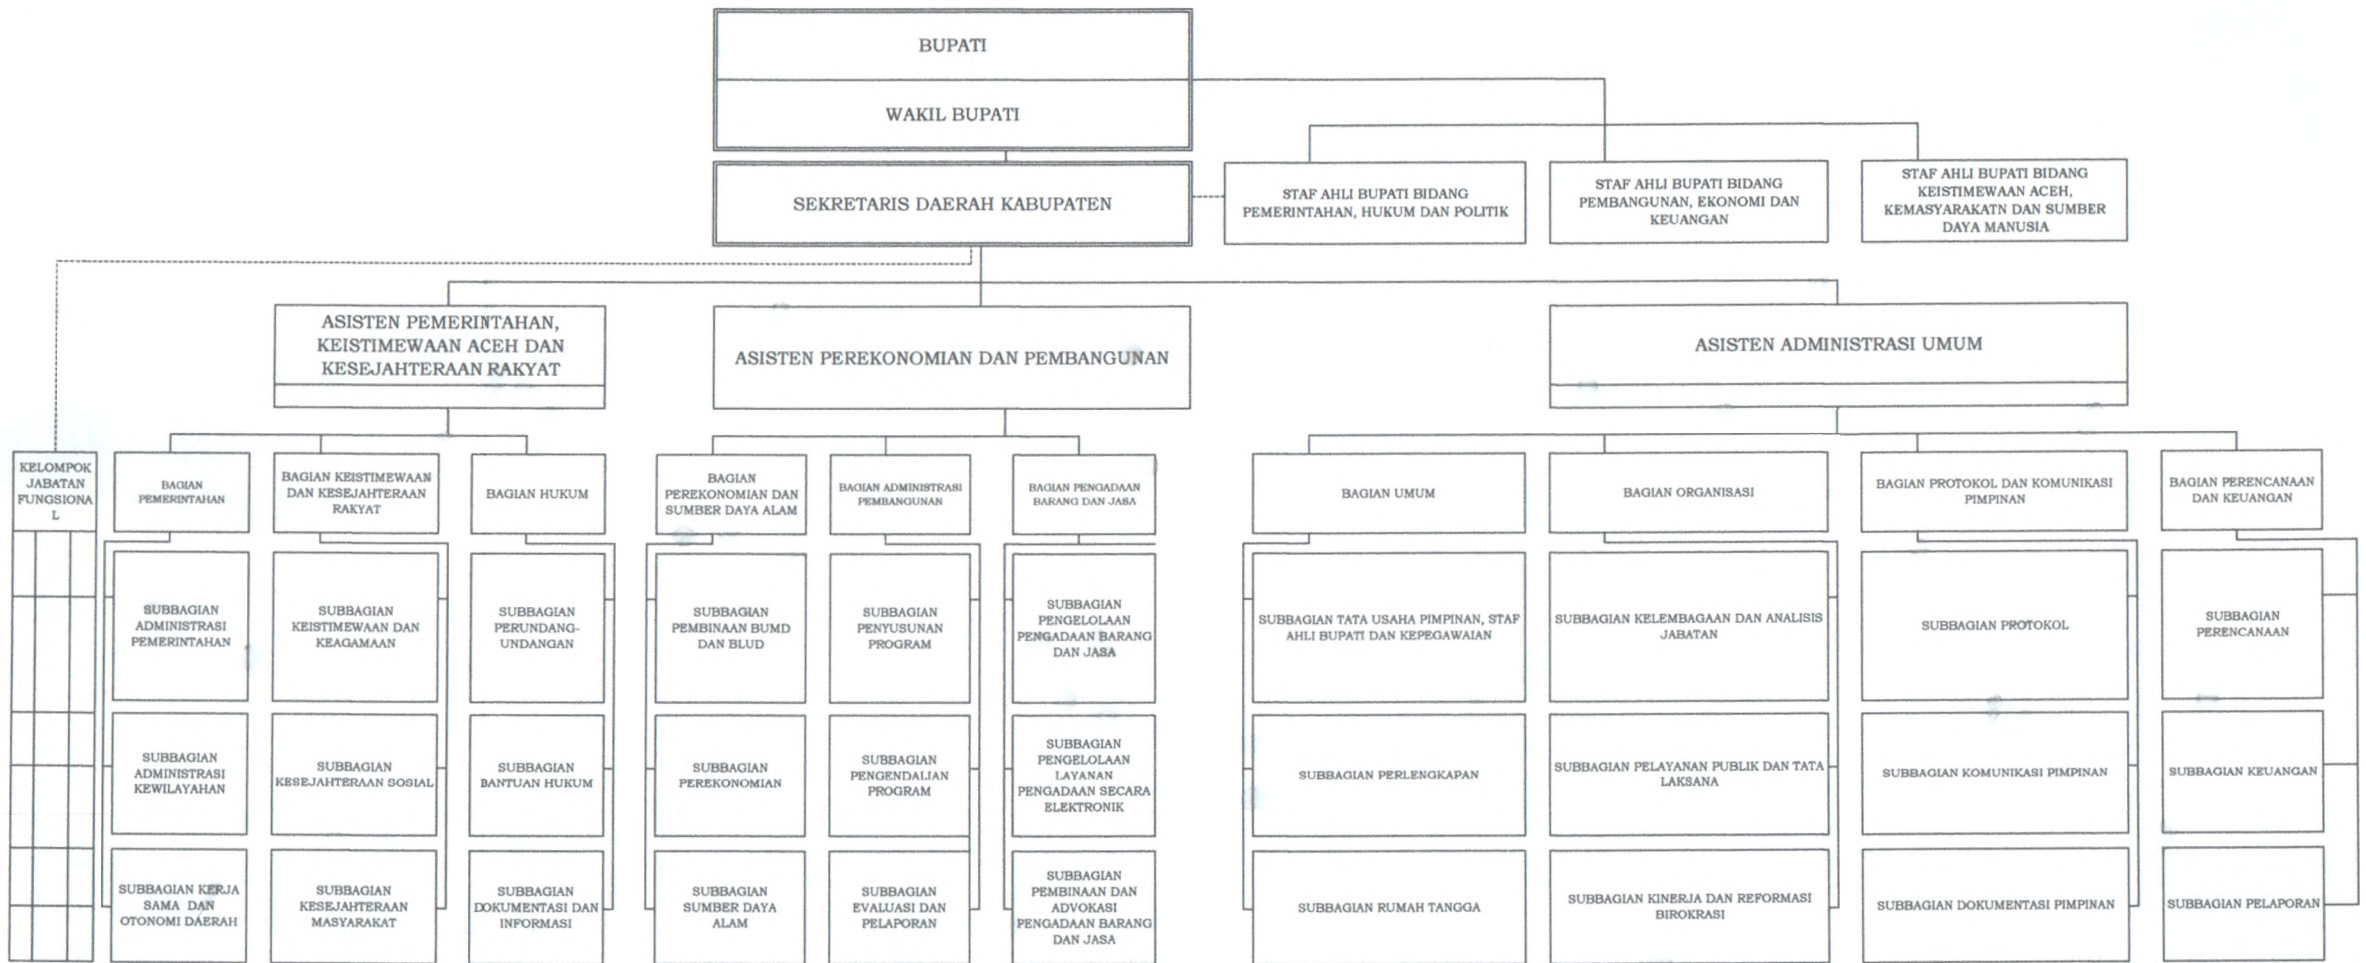 BUPATI
WAKIL BUPATI
SEKRETARIS DAERAH KABUPATEN
STAF AHLI BUPATI BIDANG
PEMERINTAHAN, HUKUM DAN POLITIK
STAF AHLI BUPATI BIDANG
PEMBANGUNAN, EKONOMI DAN
KEUANGAN
STAF AHLI BUPATI BIDANG
KEISTIMEWAAN ACEH,
KEMASYARAKATN DAN SUMBER
DAYA MANUSIA
ASISTEN PEMERINTAHAN,
KEISTIMEWAAN ACEH DAN
KESEJAHTERAAN RAKYAT
ASISTEN PEREKONOMIAN DAN PEMBANGUNAN
ASISTEN ADMINISTRASI UMUM
KELOMPOK
JABATAN
FUNGSIONA
L
BAGIAN
PEMERINTAHAN
BAGIAN KEISTIMEWAAN
DAN KESEJAHTERAAN
RAKYAT
BAGIAN HUKUM
BAGIAN
PEREKONOMIAN DAN
SUMBER DAYA ALAM
BAGIAN ADMINISTRASI
PEMBANGUNAN
BAGIAN PENGADAAN
BARANG DAN JASA
BAGIAN UMUM
BAGIAN ORGANISASI
BAGIAN PROTOKOL DAN KOMUNIKASI
PIMPINAN
BAGIAN PERENCANAAN
DAN KEUANGAN
SUBBAGIAN
ADMINISTRASI
PEMERINTAHAN
SUBBAGIAN
KEISTIMEWAAN DAN
KEAGAMAAN
SUBBAGIAN
PERUNDANG-
UNDANGAN
SUBBAGIAN
PEMBINAAN BUMD
DAN BLUD
SUBBAGIAN
PENYUSUNAN
PROGRAM
SUBBAGIAN
PENGELOLAAN
PENGADAAN BARANG
DAN JASA
SUBBAGIAN TATA USAHA PIMPINAN, STAF
AHLI BUPATI DAN KEPEGAWAIAN
SUBBAGIAN KELEMBAGAAN DAN ANALISIS
JABATAN
SUBBAGIAN PROTOKOL
SUBBAGIAN
PERENCANAAN
SUBBAGIAN
ADMINISTRASI
KEWILAYAHAN
SUBBAGIAN
KESEJAHTERAAN SOSIAL
SUBBAGIAN
BANTUAN HUKUM
SUBBAGIAN
PEREKONOMIAN
SUBBAGIAN
PENGENDALIAN
PROGRAM
SUBBAGIAN
PENGELOLAAN
LAYANAN
PENGADAAN SECARA
ELEKTRONIK
SUBBAGIAN PERLENGKAPAN
SUBBAGIAN PELAYANAN PUBLIK DAN TATA
LAKSANA
SUBBAGIAN KOMUNIKASI PIMPINAN
SUBBAGIAN KEUANGAN
SUBBAGIAN KERJA
SAMA DAN
OTONOMI DAERAH
SUBBAGIAN
KESEJAHTERAAN
MASYARAKAT
SUBBAGIAN
DOKUMENTASI DAN
INFORMASI
SUBBAGIAN
SUMBER DAYA
ALAM
SUBBAGIAN
EVALUASI DAN
PELAPORAN
SUBBAGIAN
PEMBINAAN DAN
ADVOKASI
PENGADAAN BARANG
DAN JASA
SUBBAGIAN RUMAH TANGGA
SUBBAGIAN KINERJA DAN REFORMASI
BIROKRASI
SUBBAGIAN DOKUMENTASI PIMPINAN
SUBBAGIAN PELAPORAN